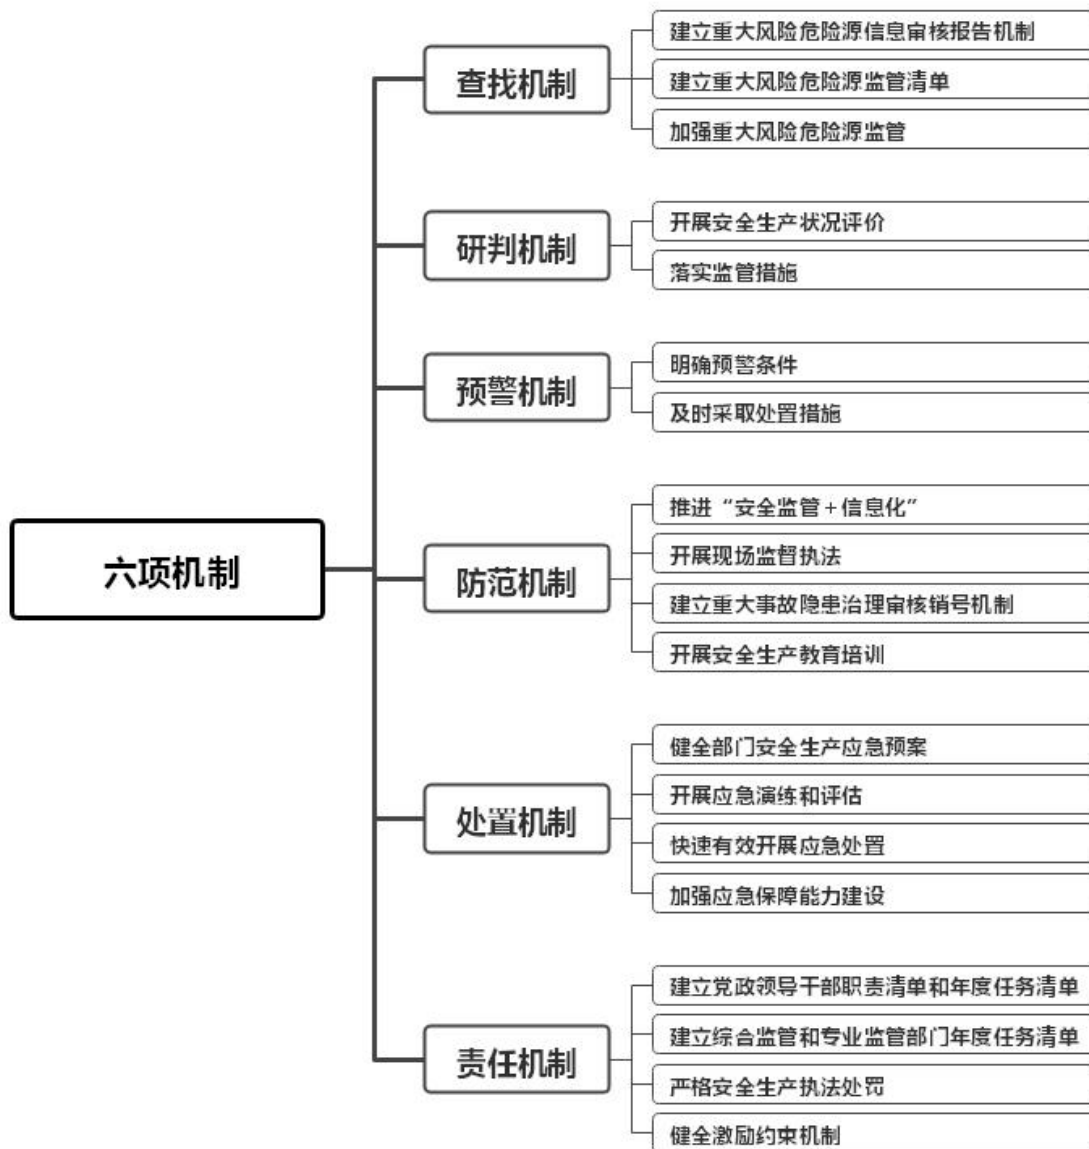 六项机制
查找机制
建立重大风险危险源信息审核报告机制
建立重大风险危险源监管清单
加强重大风险危险源监管
研判机制
开展安全生产状况评价
落实监管措施
预警机制
明确预警条件
及时采取处置措施
防范机制
推进“安全监管+信息化”
开展现场监督执法
建立重大事故隐患治理审核销号机制
开展安全生产教育培训
处置机制
健全部门安全生产应急预案
开展应急演练和评估
快速有效开展应急处置
加强应急保障能力建设
责任机制
建立党政领导干部职责清单和年度任务清单
建立综合监管和专业监管部门年度任务清单
严格安全生产执法处罚
健全激励约束机制